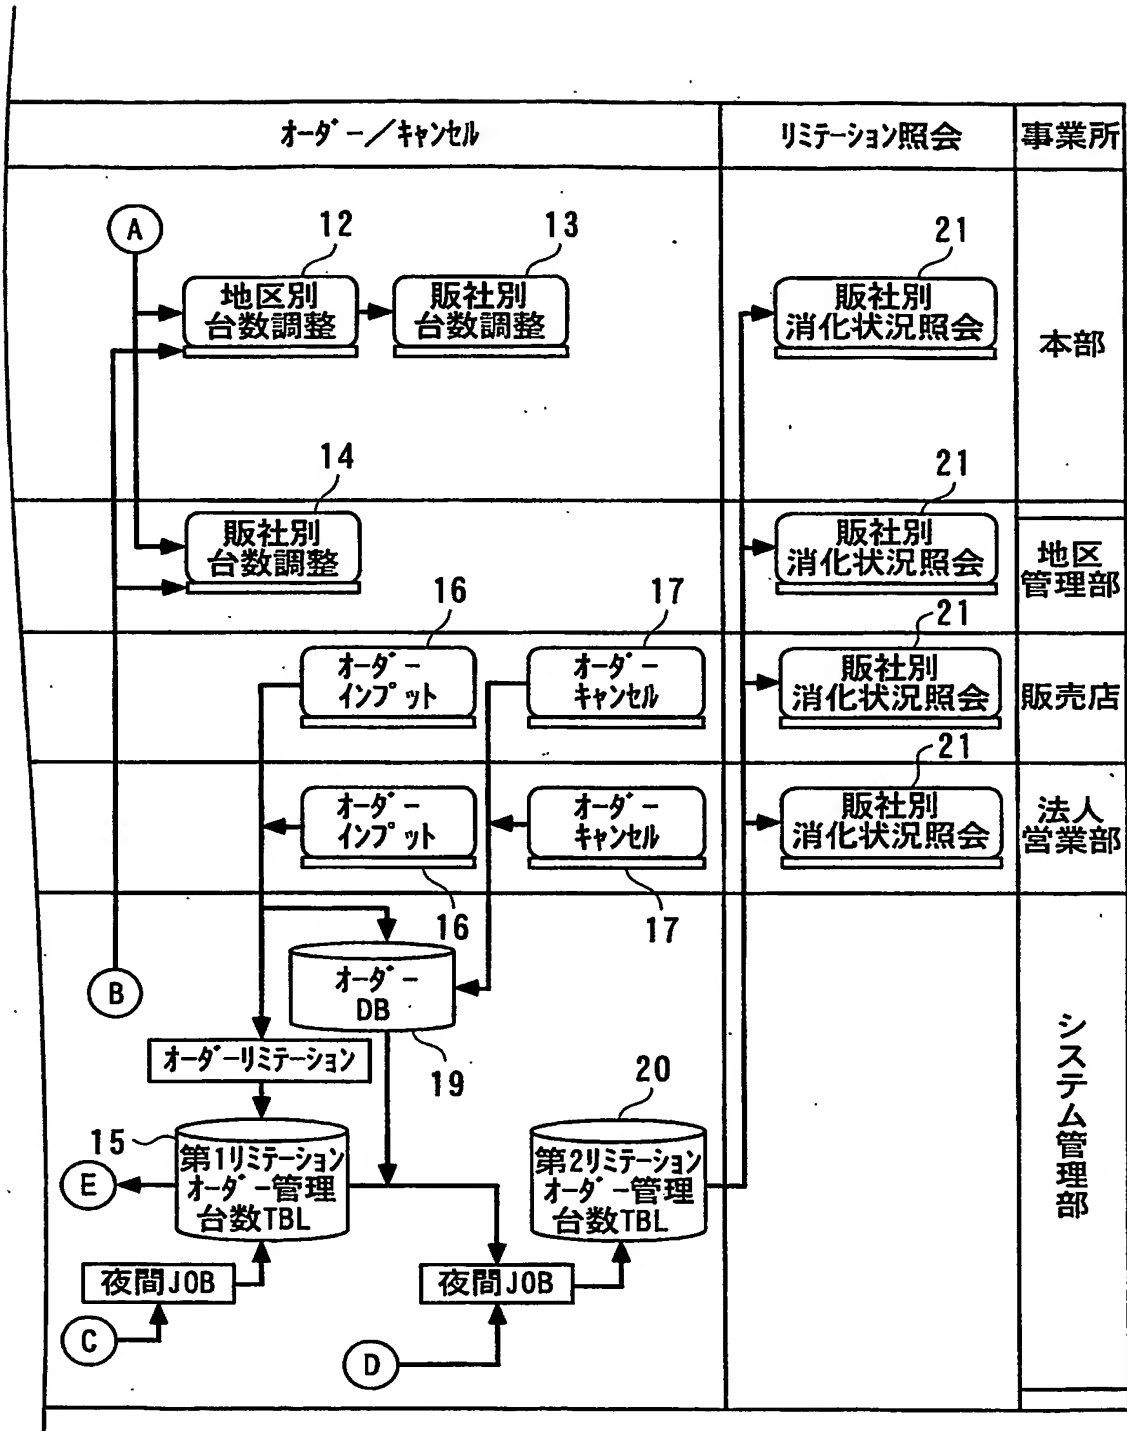 オーダー／キャンセル
リミテーション照会
事業所
A
12
13
21
地区別
台数調整
販社別
台数調整
販社別
消化状況照会
本部
14
21
販社別
台数調整
販社別
消化状況照会
地区
管理部
16
17
21
オーダー
インプット
オーダー
キャンセル
販社別
消化状況照会
販売店
21
オーダー
インプット
オーダー
キャンセル
販社別
消化状況照会
法人
営業部
16
17
B
オーダー
DB
19
オーダーリミテーション
20
15
第1リミテーション
オーダー管理
台数TBL
第2リミテーション
オーダー管理
台数TBL
E
システム管理部
夜間JOB
夜間JOB
C
D